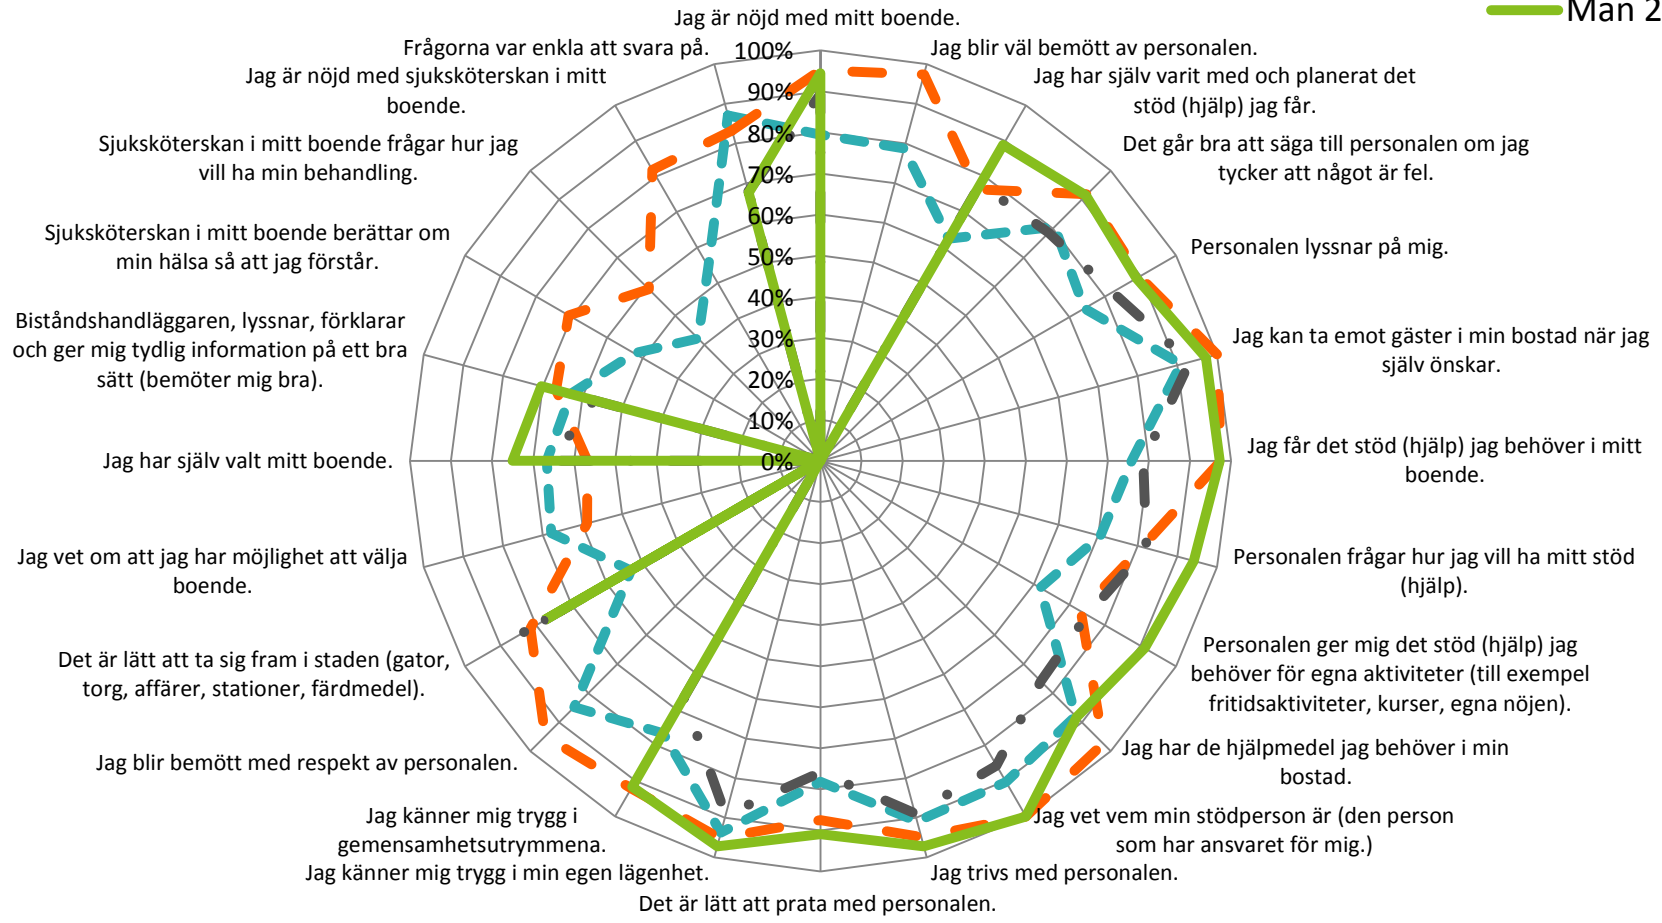 Man 2
Jag är nöjd med mitt boende.
Jag blir väl bemött av personalen.
Jag har själv varit med och planerat det
stöd (hjälp) jag får.
Det går bra att säga till personalen om jag
tycker att något är fel.
Personalen lyssnar på mig.
Jag kan ta emot gäster i min bostad när jag
själv önskar.
Jag får det stöd (hjälp) jag behöver i mitt
boende.
Personalen frågar hur jag vill ha mitt stöd
(hjälp).
Personalen ger mig det stöd (hjälp) jag
behöver för egna aktiviteter (till exempel
fritidsaktiviteter, kurser, egna nöjen).
Jag har de hjälpmedel jag behöver i min
bostad.
Jag vet vem min stödperson är (den person
som har ansvaret för mig.)
Jag trivs med personalen.
Det är lätt att prata med personalen.
Jag känner mig trygg i min egen lägenhet.
Jag känner mig trygg i
gemensamhetsutrymmena.
Jag blir bemött med respekt av personalen.
Det är lätt att ta sig fram i staden (gator,
torg, affärer, stationer, färdmedel).
Jag vet om att jag har möjlighet att välja
boende.
Jag har själv valt mitt boende.
Biståndshandläggaren, lyssnar, förklarar
och ger mig tydlig information på ett bra
sätt (bemöter mig bra).
Sjuksköterskan i mitt boende berättar om
min hälsa så att jag förstår.
Sjuksköterskan i mitt boende frågar hur jag
vill ha min behandling.
Jag är nöjd med sjuksköterskan i mitt
boende.
Frågorna var enkla att svara på.
100%
90%
80%
70%
60%
50%
40%
30%
20%
10%
0%